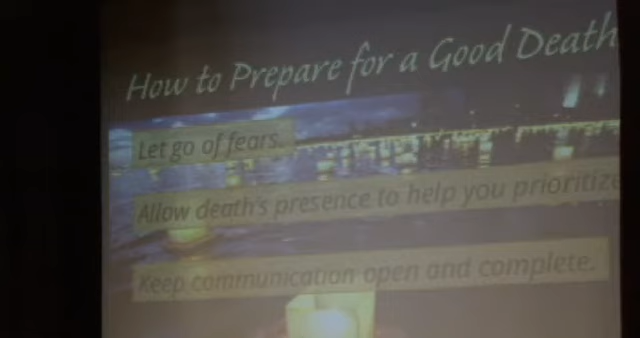 How to Prepare for a Good Death
Let go of fears.
Allow death's presence to help you prioritize
Keep communication open and complete.